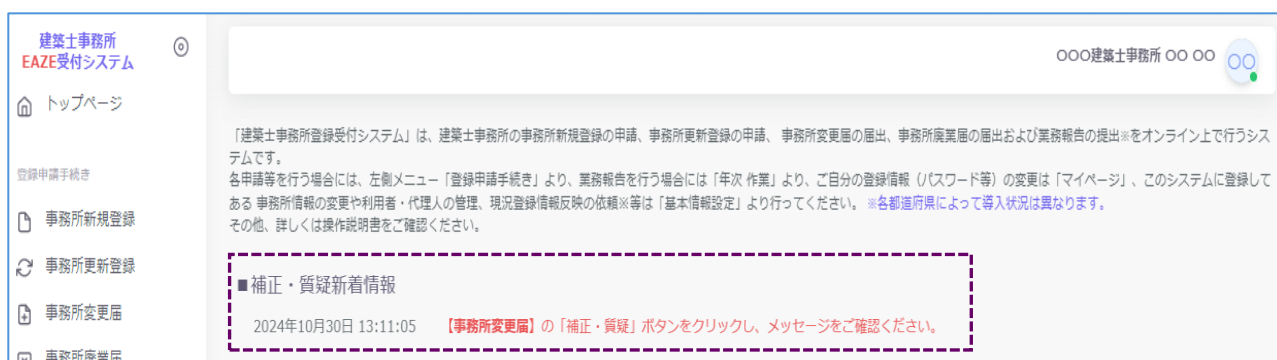 建築士事務所
EAZE受付システム
トップページ
登録申請手続き
事務所新規登録
事務所更新登録
事務所変更届
事務所廃業届
〇〇〇建築士事務所 〇〇 〇〇
〇〇
「建築士事務所登録受付システム」は、建築士事務所の事務所新規登録の申請、事務所更新登録の申請、 事務所変更届の届出、事務所廃業届の届出および業務報告の提出※をオンライン上で行うシス
テムです。
各申請等を行う場合には、左側メニュー「登録申請手続き」より、業務報告を行う場合には「年次 作業」より、ご自分の登録情報（パスワード等）の変更は「マイページ」、このシステムに登録して
ある 事務所情報の変更や利用者・代理人の管理、現況登録情報反映の依頼※等は「基本情報設定」より行ってください。 ※各都道府県によって導入状況は異なります。
その他、詳しくは操作説明書をご確認ください。
■補正・質疑新着情報
2024年10月30日 13:11:05 【事務所変更届】の「補正・質疑」ボタンをクリックし、メッセージをご確認ください。